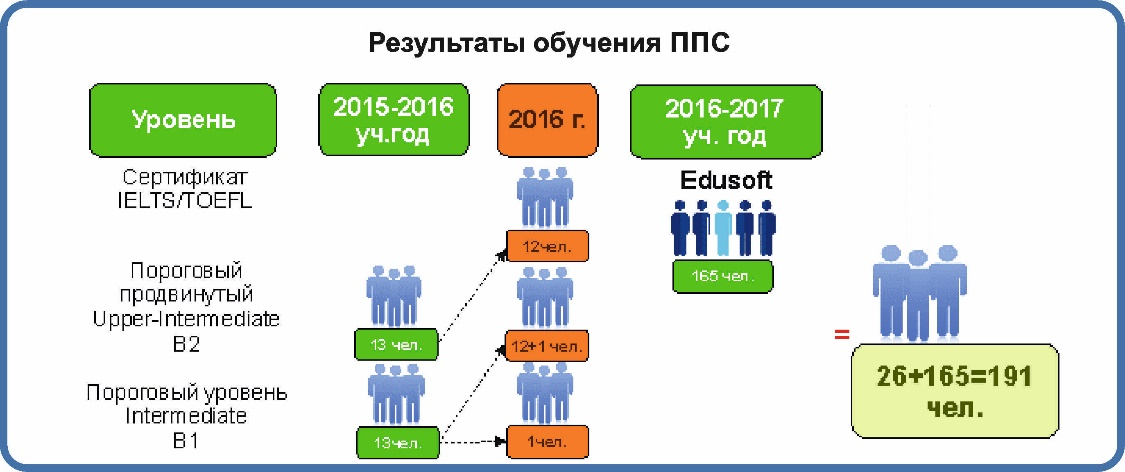 Результаты обучения ППС
Уровень
2015-2016
уч.год
2016 г.
2016-2017
уч. год
Сертификат
IELTS/TOEFL
Edusoft
12чел.
165 чел.
Пороговый
продвинутый
Upper-Intermediate
B2
13 чел.
12+1 чел.
=
26+165=191
чел.
Пороговый уровень
Intermediate
B1
13чел.
1чел.